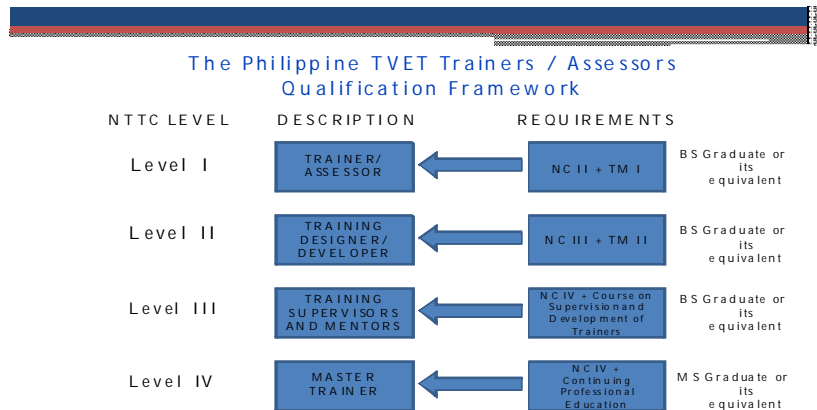 The Philippine TVET Trainers / Assessors
Qualification Framework
NTTC LEVEL DESCRIPTION REQUIREMENTS
Level I
TRAINER/
ASSESSOR
NC II + TM I
BS Graduate or
its
equivalent
Level II
TRAINING
DESIGNER/
DEVELOPER
NC III + TM II
BS Graduate or
its
equivalent
Level III
TRAINING
SUPERVISORS
AND MENTORS
NC IV + Course on
Supervision and
Development of
Trainers
BS Graduate or
its
equivalent
Level IV
MASTER
TRAINER
NC IV +
Continuing
Professional
Education
MS Graduate or
its
equivalent